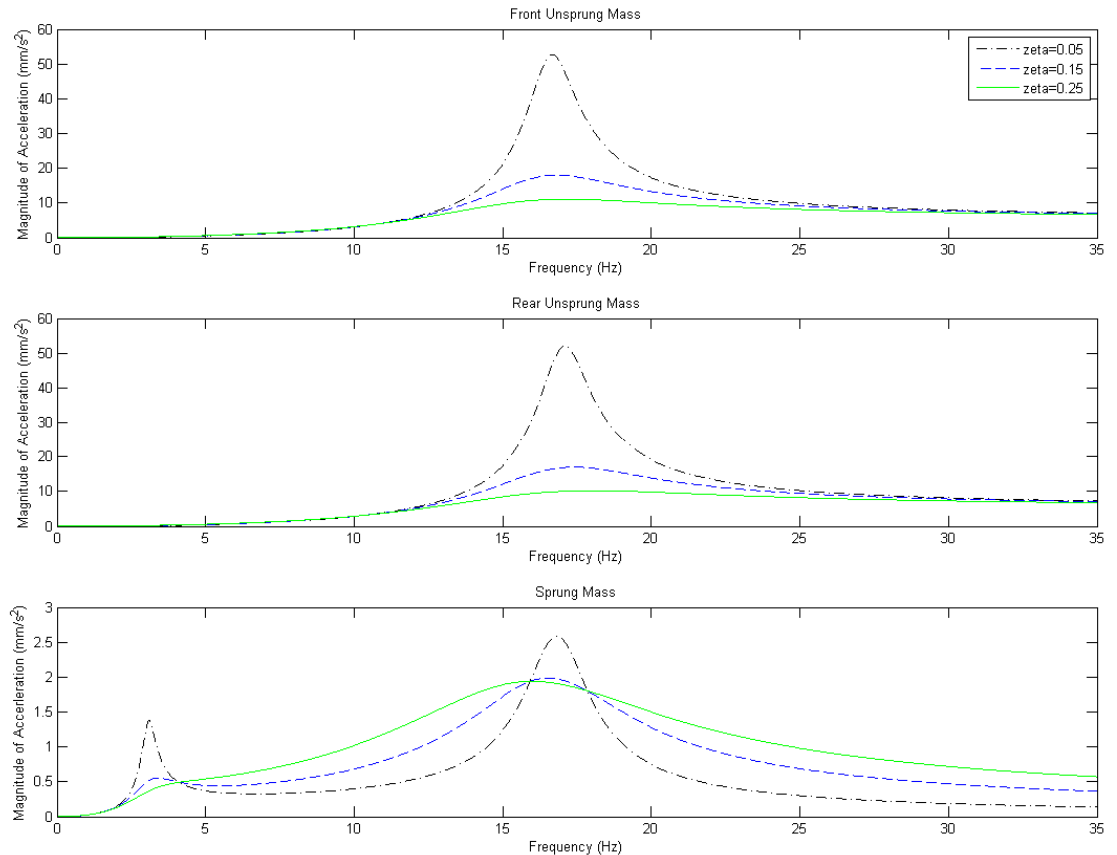 Front Unsprung Mass
60
50
40
30
20
10
0
Magnitude of Acceleration (mm/s²)
zeta=0.05
zeta=0.15
zeta=0.25
0 5 10 15 20 25 30 35
Frequency (Hz)
Rear Unsprung Mass
60
50
40
30
20
10
0
Magnitude of Acceleration (mm/s²)
0 5 10 15 20 25 30 35
Frequency (Hz)
Sprung Mass
3
2.5
2
1.5
1
0.5
0
Magnitude of Accerleration (mm/s²)
0 5 10 15 20 25 30 35
Frequency (Hz)